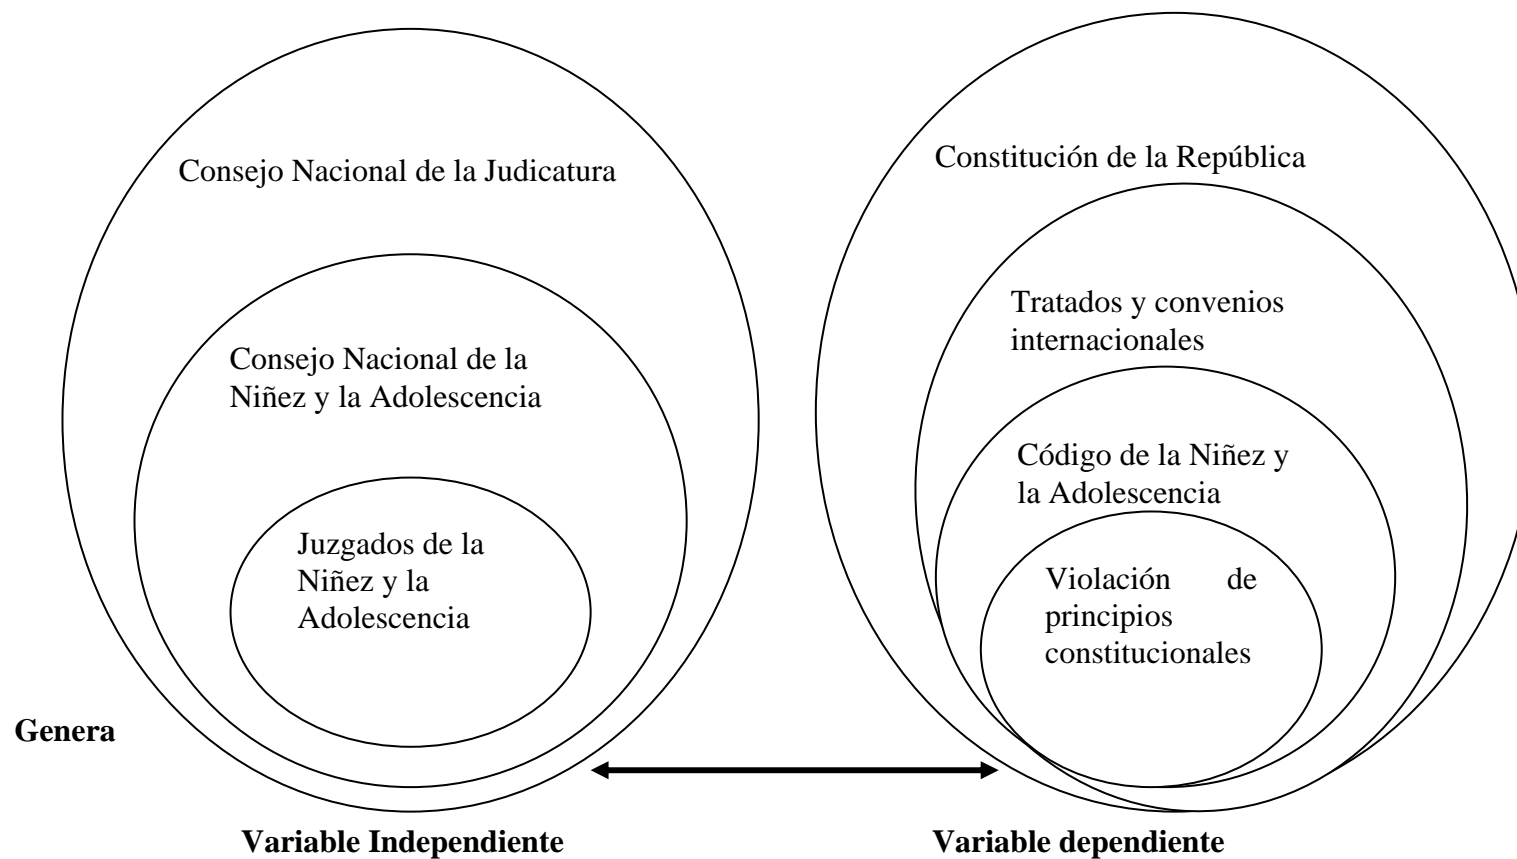 Consejo Nacional de la Judicatura
Consejo Nacional de la
Niñez y la Adolescencia
Juzgados de la
Niñez y la
Adolescencia
Constitución de la República
Tratados y convenios
internacionales
Código de la Niñez y
la Adolescencia
Violación de
principios
constitucionales
Genera
Variable Independiente
Variable dependiente